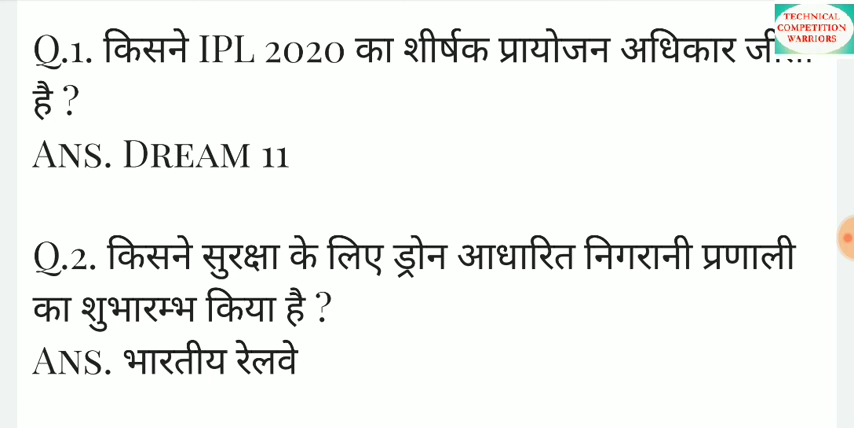 Q.1. किसने IPL 2020 का शीर्षक प्रायोजन अधिकार
है ?
ANS. DREAM 11
Q.2. किसने सुरक्षा के लिए ड्रोन आधारित निगरानी प्रणाली
का शुभारम्भ किया है ?
ANS. भारतीय रेलवे
TECHNICAL
COMPETITION
WARRIORS